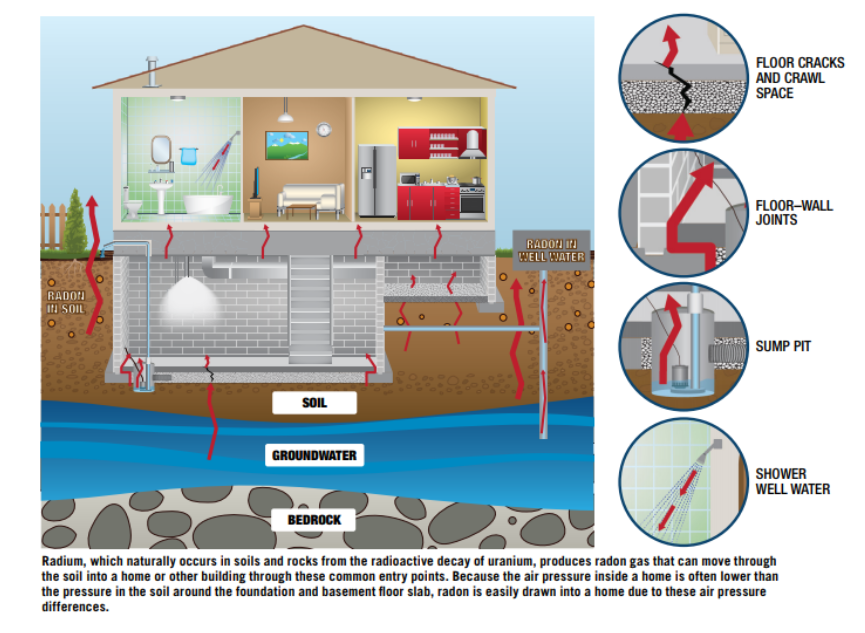 FLOOR CRACKS
AND CRAWL
SPACE
FLOOR–WALL
JOINTS
RADON IN
WELL WATER
RADON
IN SOIL
SUMP PIT
SOIL
GROUNDWATER
SHOWER
WELL WATER
BEDROCK
Radium, which naturally occurs in soils and rocks from the radioactive decay of uranium, produces radon gas that can move through
the soil into a home or other building through these common entry points. Because the air pressure inside a home is often lower than
the pressure in the soil around the foundation and basement floor slab, radon is easily drawn into a home due to these air pressure
differences.